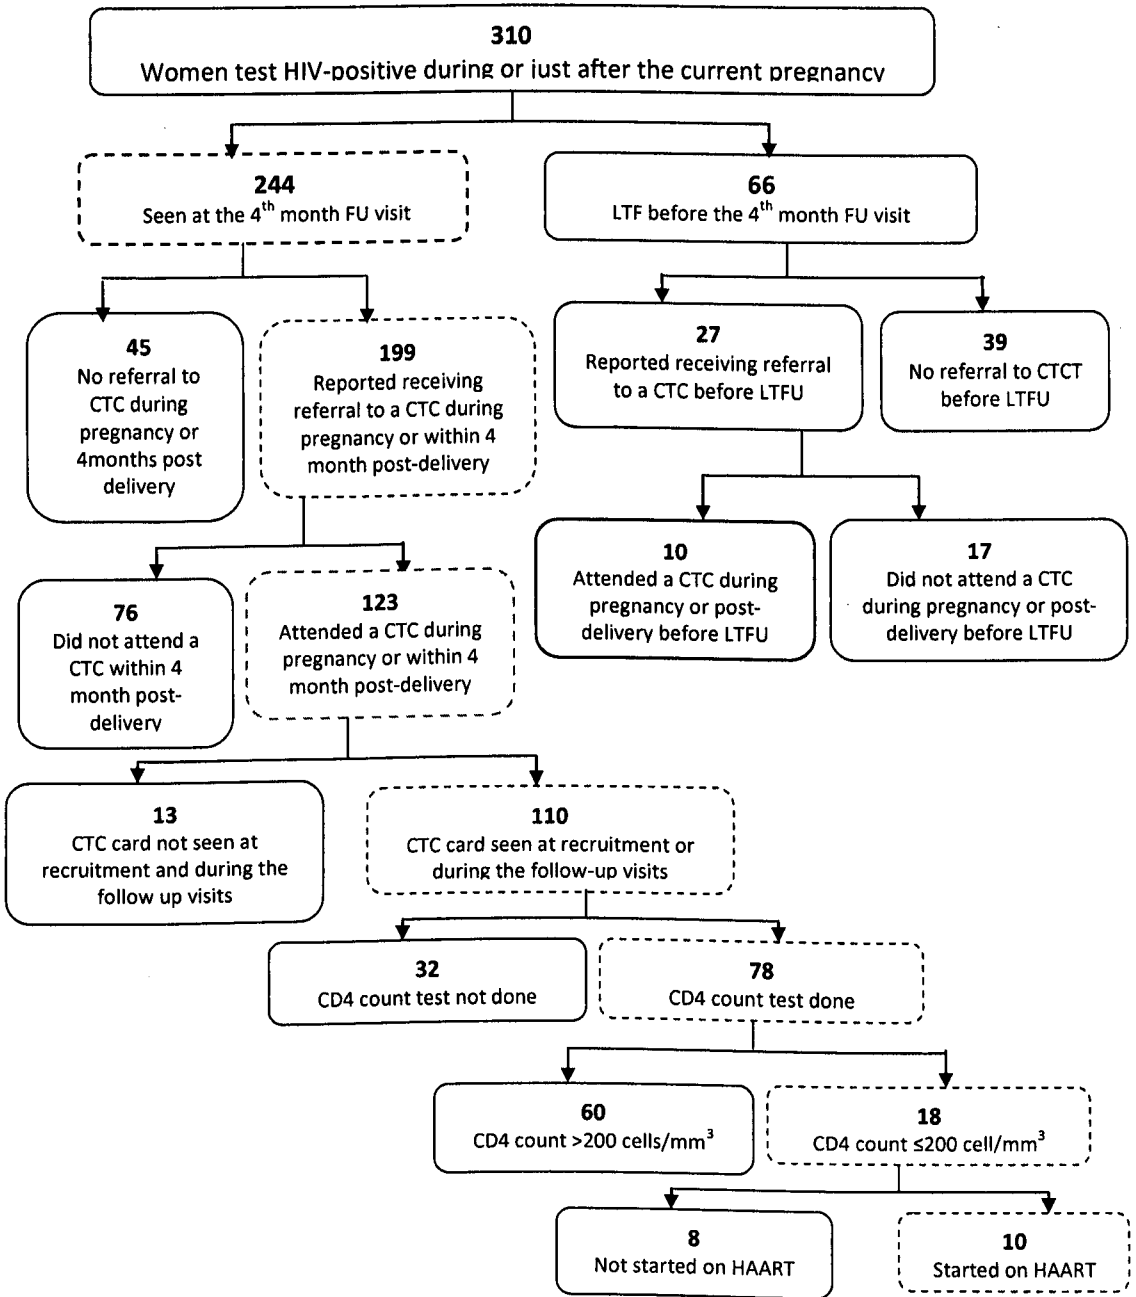 310
Women test HIV-positive during or just after the current pregnancy
244
Seen at the 4th month FU visit
66
LTF before the 4th month FU visit
45
No referral to
CTC during
pregnancy or
4months post
delivery
199
Reported receiving
referral to a CTC during
pregnancy or within 4
month post-delivery
27
Reported receiving referral
to a CTC before LTFU
39
No referral to CTCT
before LTFU
10
Attended a CTC during
pregnancy or post-
delivery before LTFU
17
Did not attend a CTC
during pregnancy or post-
delivery before LTFU
76
Did not attend a
CTC within 4
month post-
delivery
123
Attended a CTC during
pregnancy or within 4
month post-delivery
13
CTC card not seen at
recruitment and during the
follow up visits
110
CTC card seen at recruitment or
during the follow-up visits
32
CD4 count test not done
78
CD4 count test done
60
CD4 count >200 cells/mm³
18
CD4 count ≤200 cell/mm³
8
Not started on HAART
10
Started on HAART